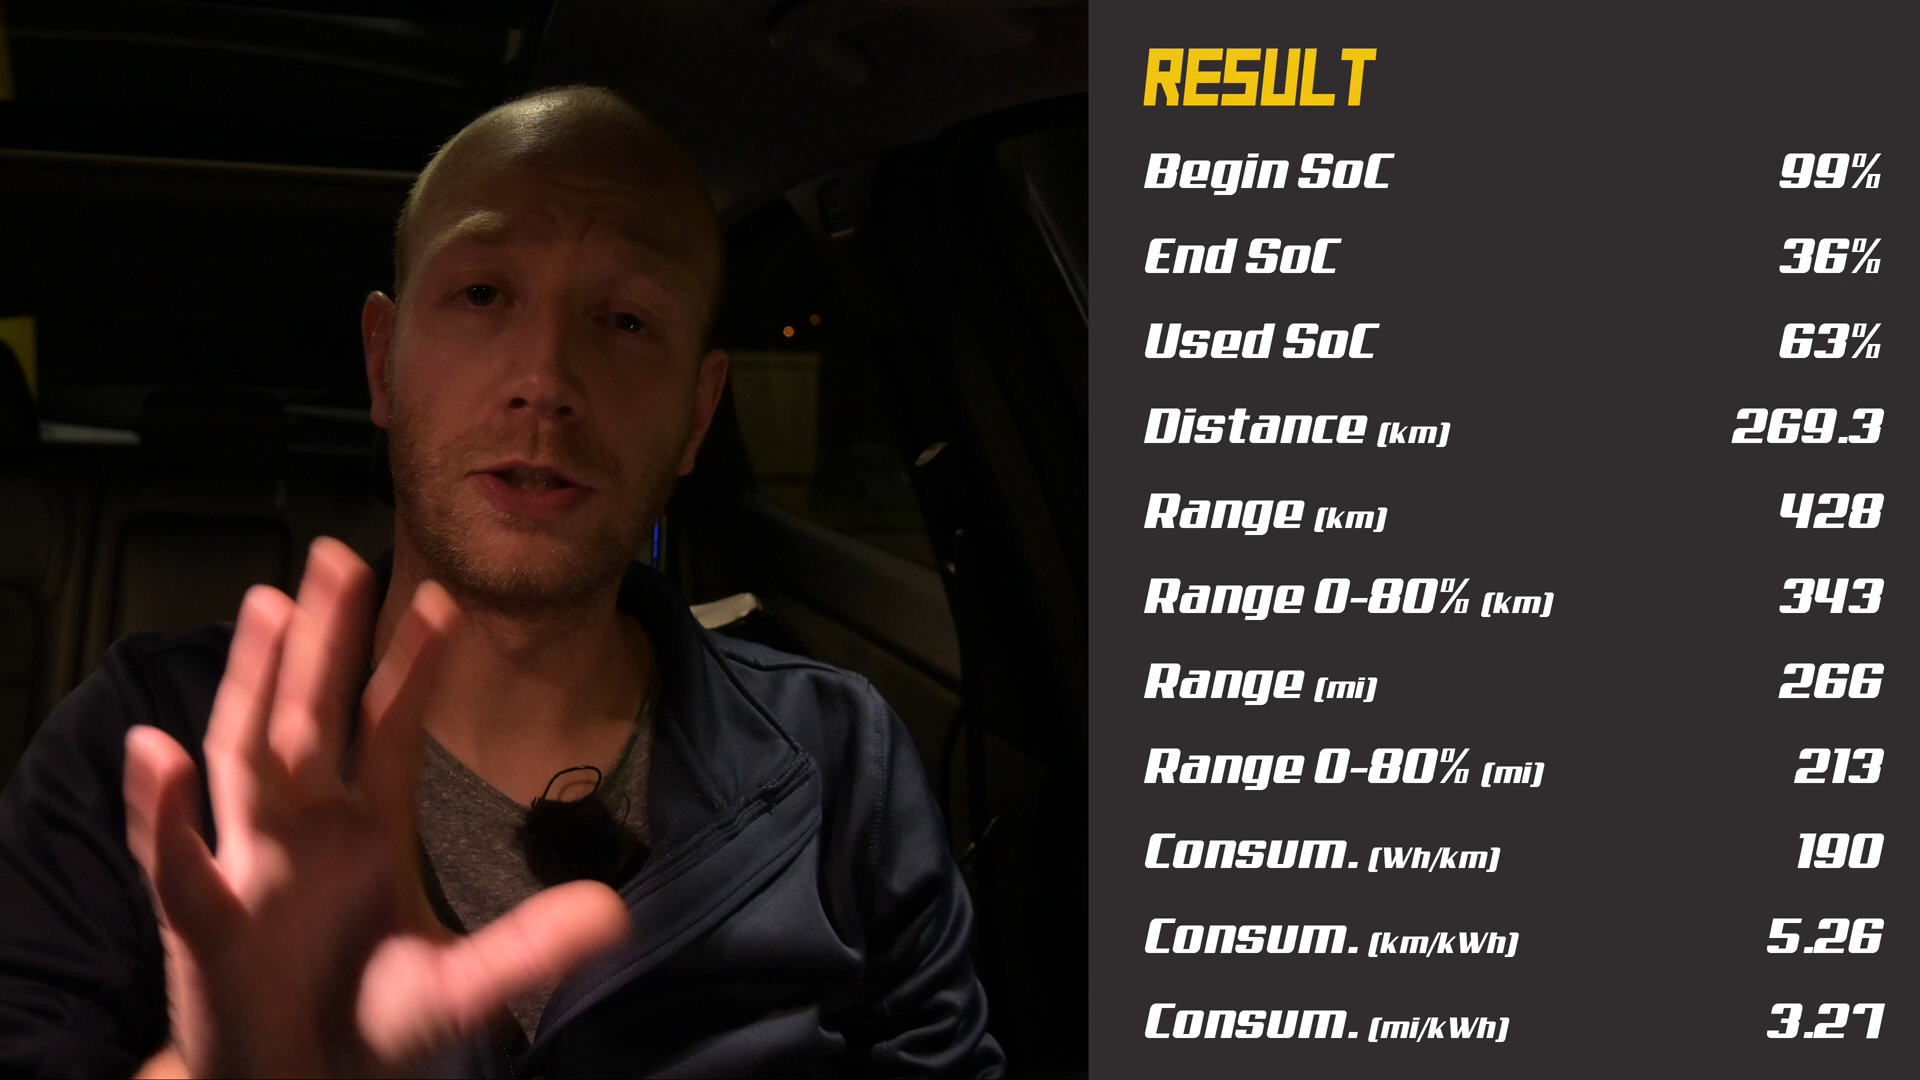 RESULT
Begin SoC 99%
End SoC 36%
Used SoC 63%
Distance (km) 269.3
Range (km) 428
Range 0-80% (km) 343
Range (mi) 266
Range 0-80% (mi) 213
Consum. (Wh/km) 190
Consum. (km/kWh) 5.26
Consum. (mi/kWh) 3.27